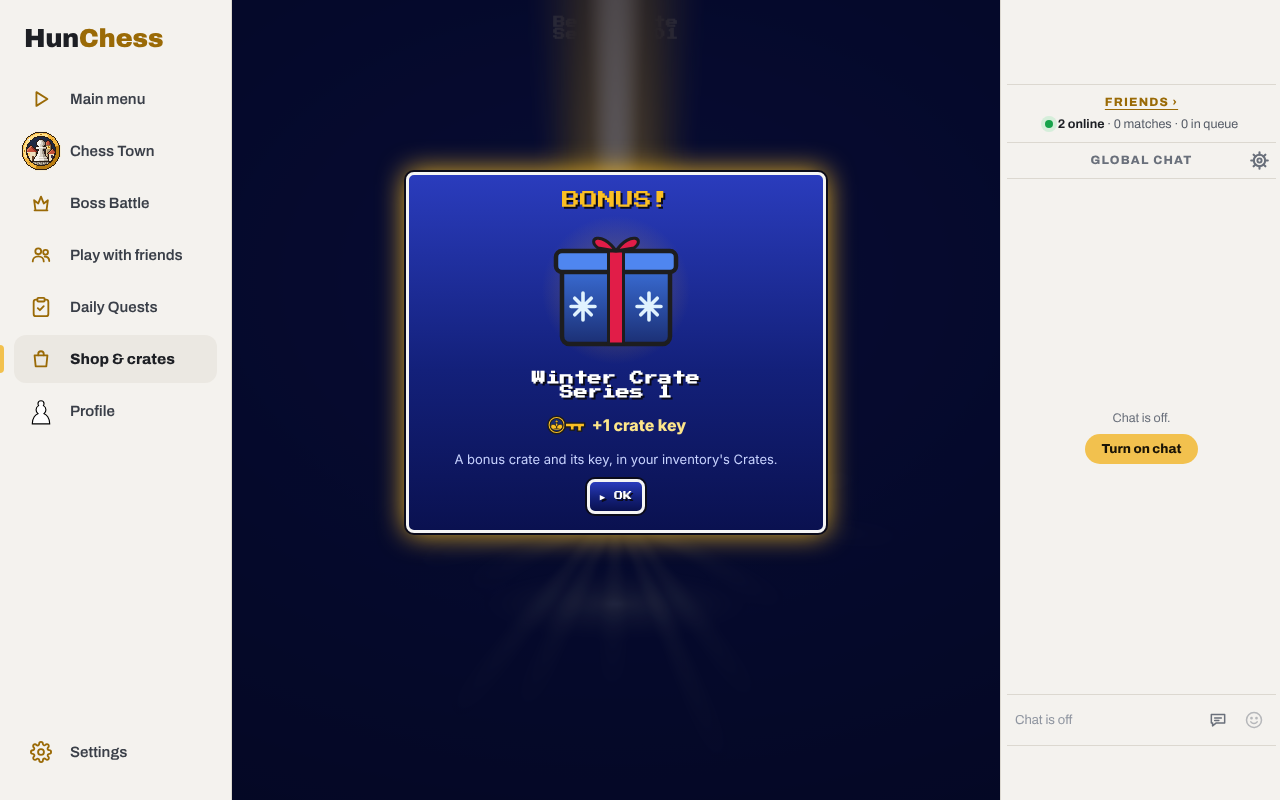 HunChess
Main menu
Chess Town
Boss Battle
Play with friends
Daily Quests
Shop & crates
Profile
Settings
BONUS!
Winter Crate
Series 1
+1 crate key
A bonus crate and its key, in your inventory's Crates.
▸ OK
FRIENDS ›
2 online · 0 matches · 0 in queue
GLOBAL CHAT
Chat is off.
Turn on chat
Chat is off